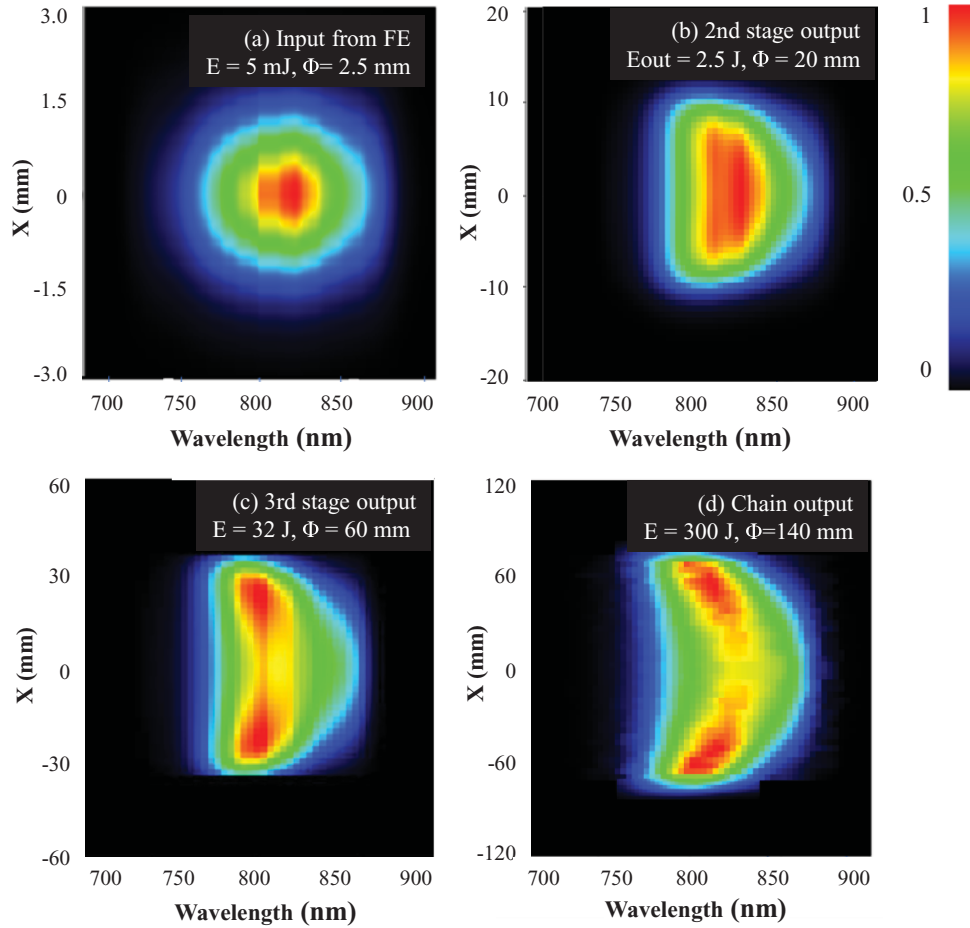 (a) Input from FE
E = 5 mJ, Φ= 2.5 mm
3.0
1.5
0
-1.5
-3.0
X (mm)
700 750 800 850 900
Wavelength (nm)
(b) 2nd stage output
Eout = 2.5 J, Φ = 20 mm
20
10
0
-10
-20
X (mm)
700 750 800 850 900
Wavelength (nm)
1
0.5
0
(c) 3rd stage output
E = 32 J, Φ = 60 mm
60
30
0
-30
-60
X (mm)
700 750 800 850 900
Wavelength (nm)
(d) Chain output
E = 300 J, Φ=140 mm
120
60
0
-60
-120
X (mm)
700 750 800 850 900
Wavelength (nm)